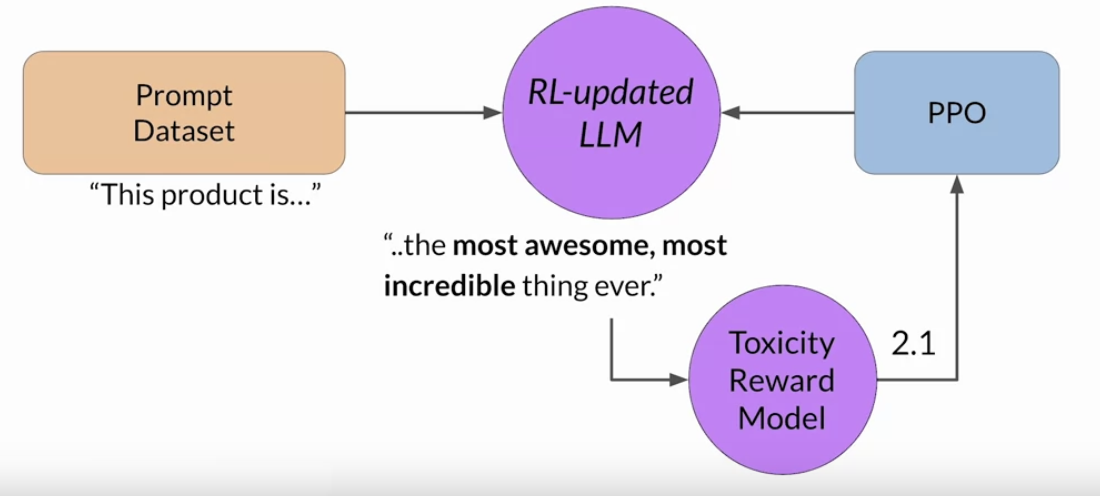 Prompt
Dataset
"This product is…"
RL-updated
LLM
PPO
"..the most awesome, most
incredible thing ever."
Toxicity
Reward
Model
2.1